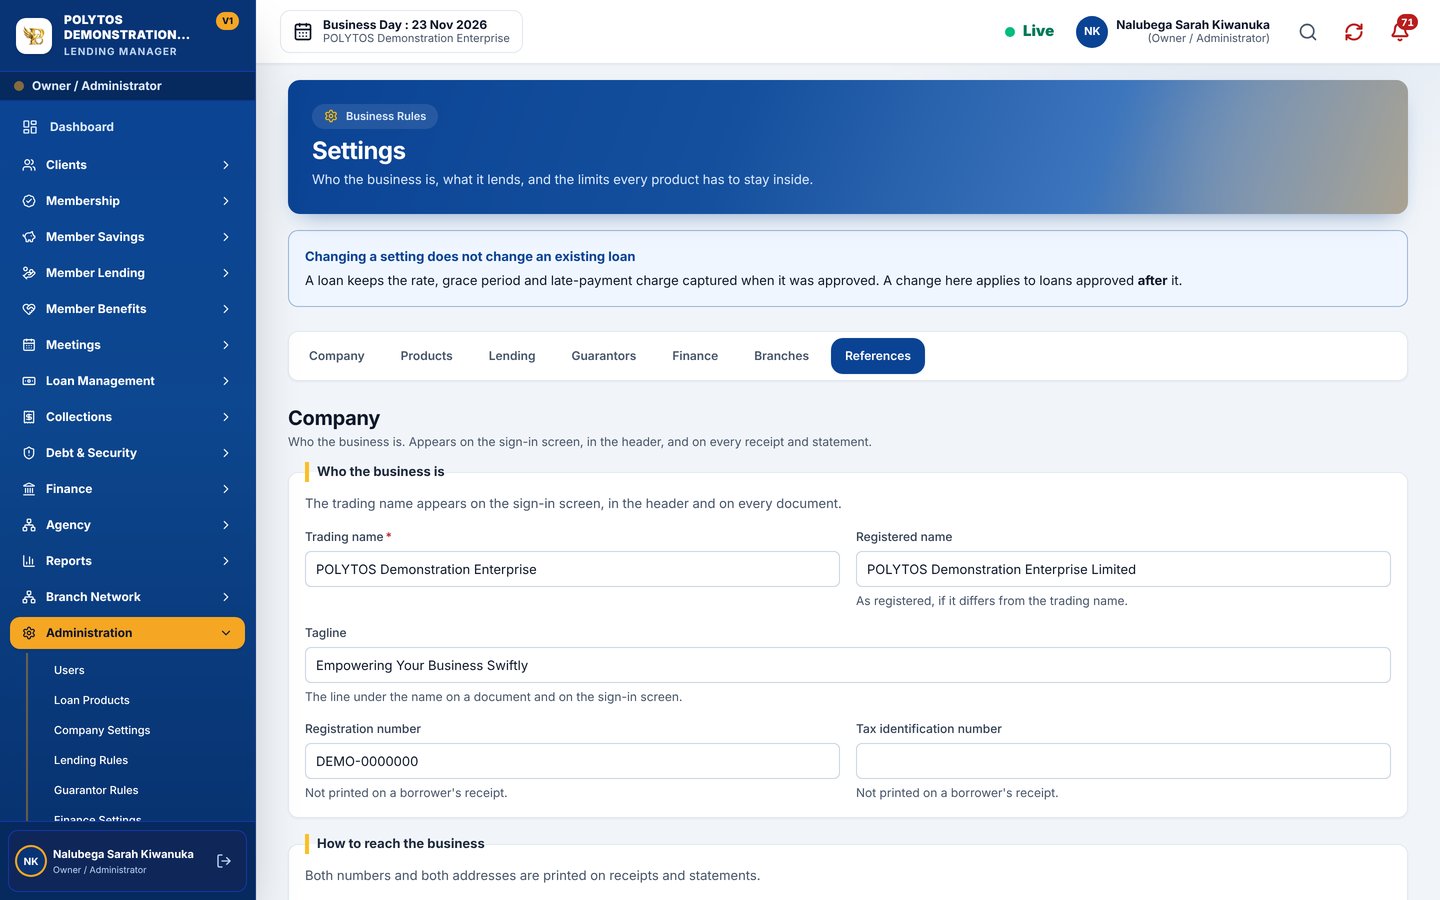 POLYTOS
DEMONSTRATION...
V1
LENDING MANAGER
Owner / Administrator
Dashboard
Clients
Membership
Member Savings
Member Lending
Member Benefits
Meetings
Loan Management
Collections
Debt & Security
Finance
Agency
Reports
Branch Network
Administration
Users
Loan Products
Company Settings
Lending Rules
Guarantor Rules
Finance Settings
NK
Nalubega Sarah Kiwanuka
Owner / Administrator
Business Day : 23 Nov 2026
POLYTOS Demonstration Enterprise
Live
NK
Nalubega Sarah Kiwanuka
(Owner / Administrator)
71
Business Rules
Settings
Who the business is, what it lends, and the limits every product has to stay inside.
Changing a setting does not change an existing loan
A loan keeps the rate, grace period and late-payment charge captured when it was approved. A change here applies to loans approved after it.
Company Products Lending Guarantors Finance Branches References
Company
Who the business is. Appears on the sign-in screen, in the header, and on every receipt and statement.
Who the business is
The trading name appears on the sign-in screen, in the header and on every document.
Trading name *
POLYTOS Demonstration Enterprise
Registered name
POLYTOS Demonstration Enterprise Limited
As registered, if it differs from the trading name.
Tagline
Empowering Your Business Swiftly
The line under the name on a document and on the sign-in screen.
Registration number
DEMO-0000000
Not printed on a borrower's receipt.
Tax identification number
Not printed on a borrower's receipt.
How to reach the business
Both numbers and both addresses are printed on receipts and statements.